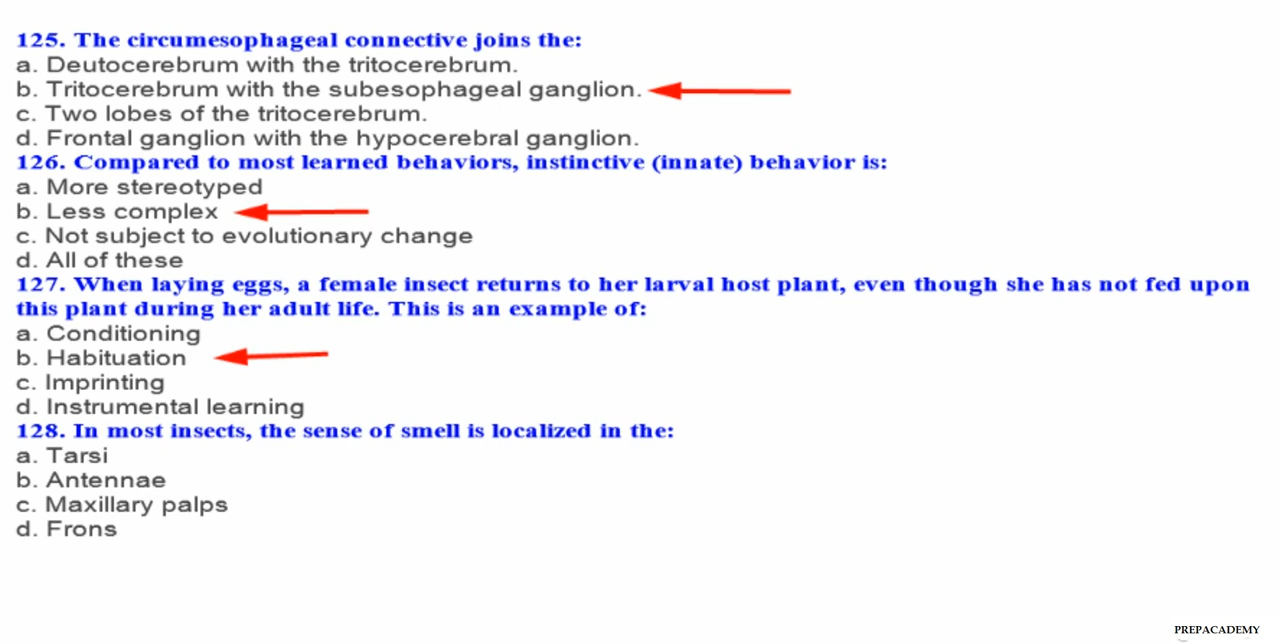 125. The circumesophageal connective joins the:
a. Deutocerebrum with the tritocerebrum.
b. Tritocerebrum with the subesophageal ganglion.
c. Two lobes of the tritocerebrum.
d. Frontal ganglion with the hypocerebral ganglion.
126. Compared to most learned behaviors, instinctive (innate) behavior is:
a. More stereotyped
b. Less complex
c. Not subject to evolutionary change
d. All of these
127. When laying eggs, a female insect returns to her larval host plant, even though she has not fed upon
this plant during her adult life. This is an example of:
a. Conditioning
b. Habituation
c. Imprinting
d. Instrumental learning
128. In most insects, the sense of smell is localized in the:
a. Tarsi
b. Antennae
c. Maxillary palps
d. Frons
PREPACADEMY